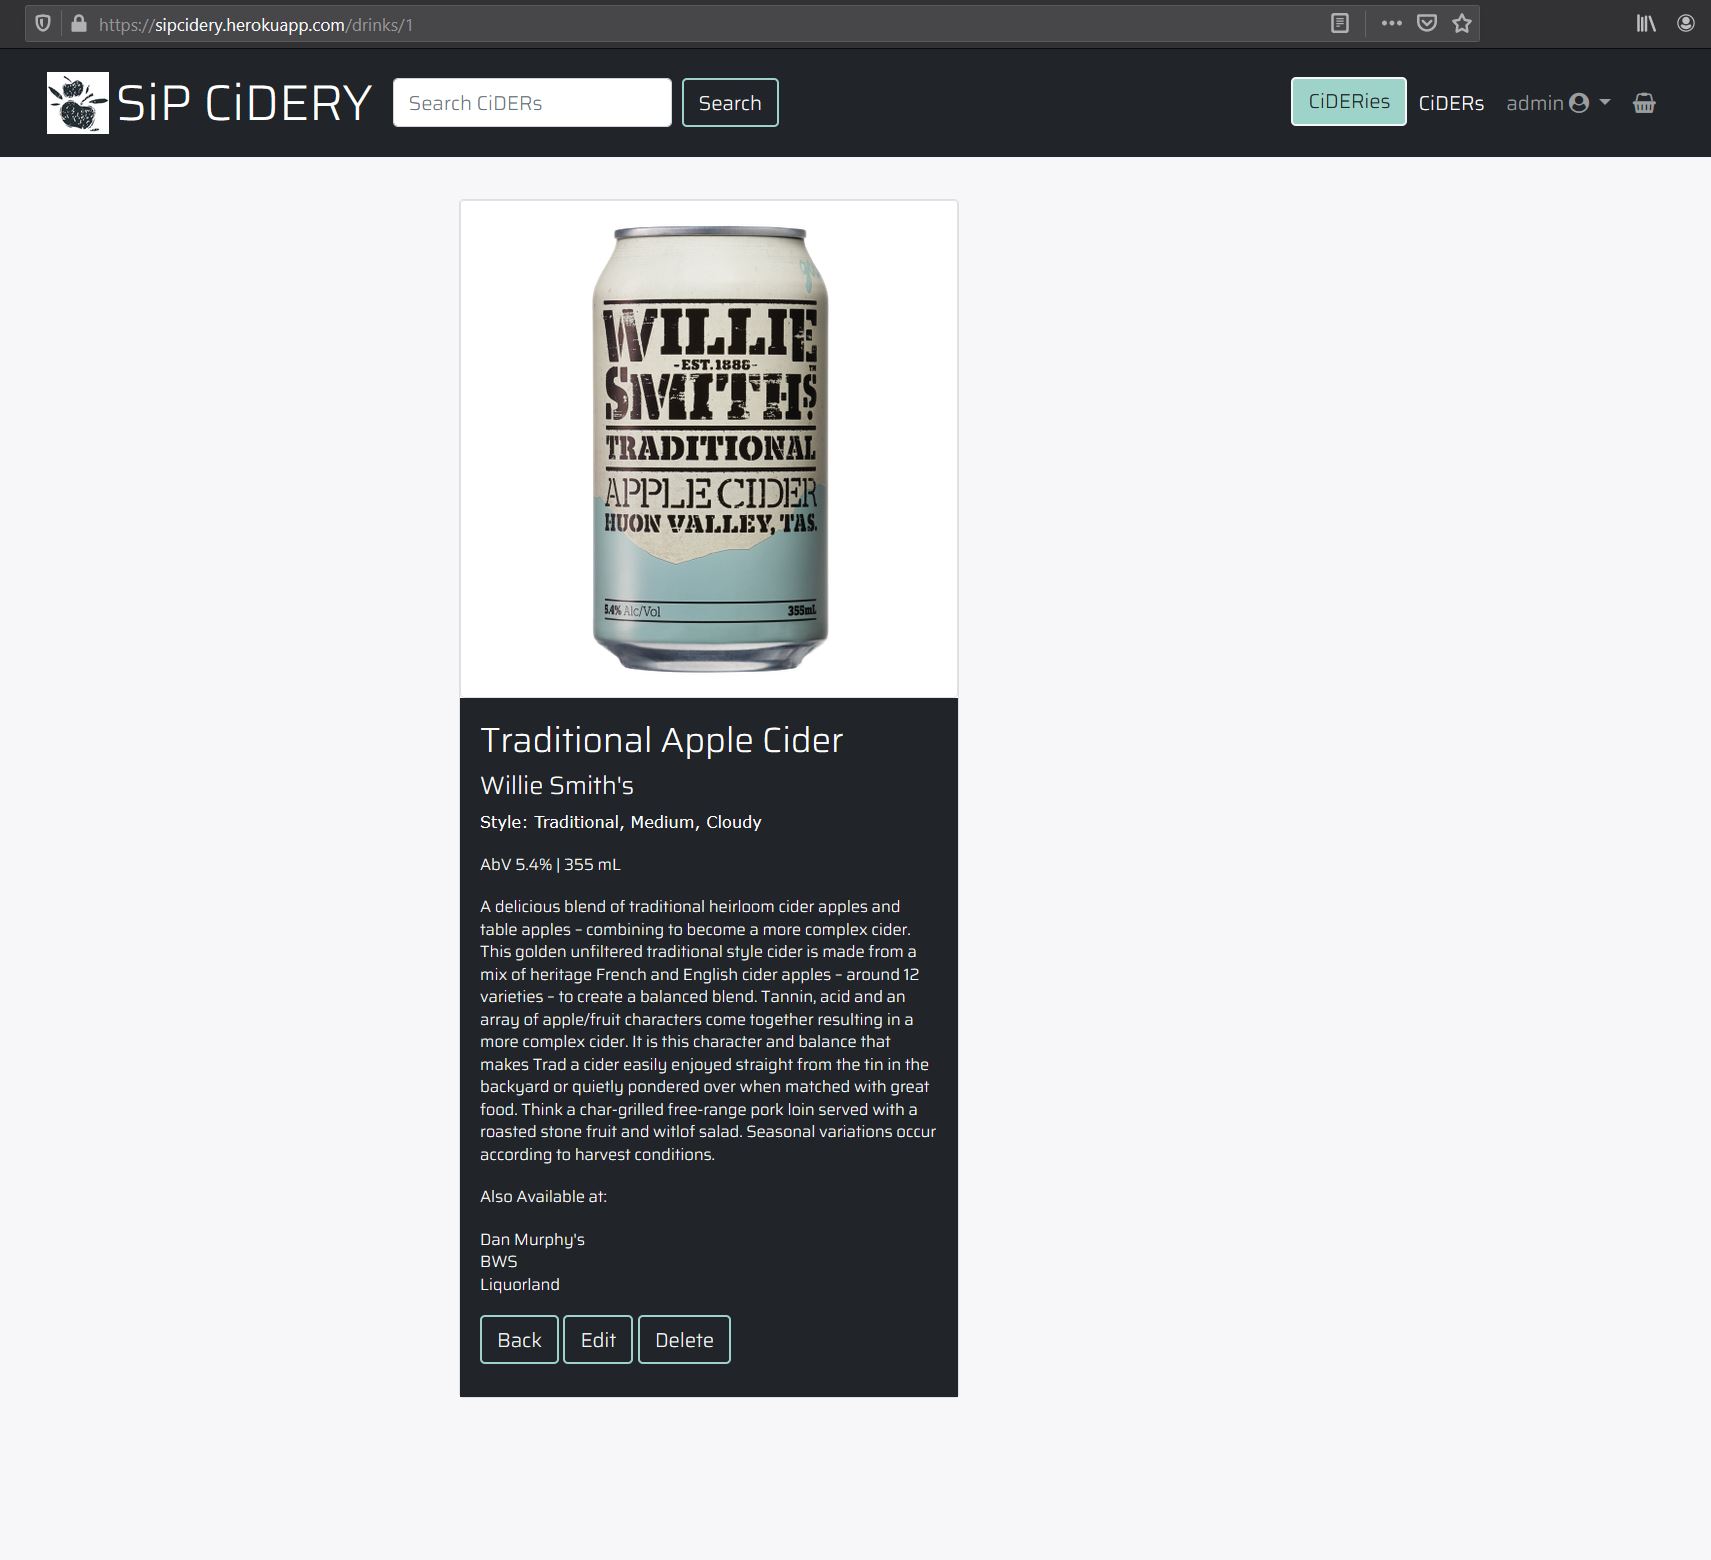 https://sipcidery.herokuapp.com/drinks/1
SiP CiDERY
Search CiDERs
Search
CiDERies
CiDERs
admin
WILLIE
-EST.1886-
SMITH'S
TM
TRADITIONAL
APPLE CIDER
HUON VALLEY, TAS.
5.4% Alc/Vol
355mL
Traditional Apple Cider
Willie Smith's
Style: Traditional, Medium, Cloudy
AbV 5.4% | 355 mL
A delicious blend of traditional heirloom cider apples and
table apples – combining to become a more complex cider.
This golden unfiltered traditional style cider is made from a
mix of heritage French and English cider apples – around 12
varieties – to create a balanced blend. Tannin, acid and an
array of apple/fruit characters come together resulting in a
more complex cider. It is this character and balance that
makes Trad a cider easily enjoyed straight from the tin in the
backyard or quietly pondered over when matched with great
food. Think a char-grilled free-range pork loin served with a
roasted stone fruit and witlof salad. Seasonal variations occur
according to harvest conditions.
Also Available at:
Dan Murphy's
BWS
Liquorland
Back
Edit
Delete